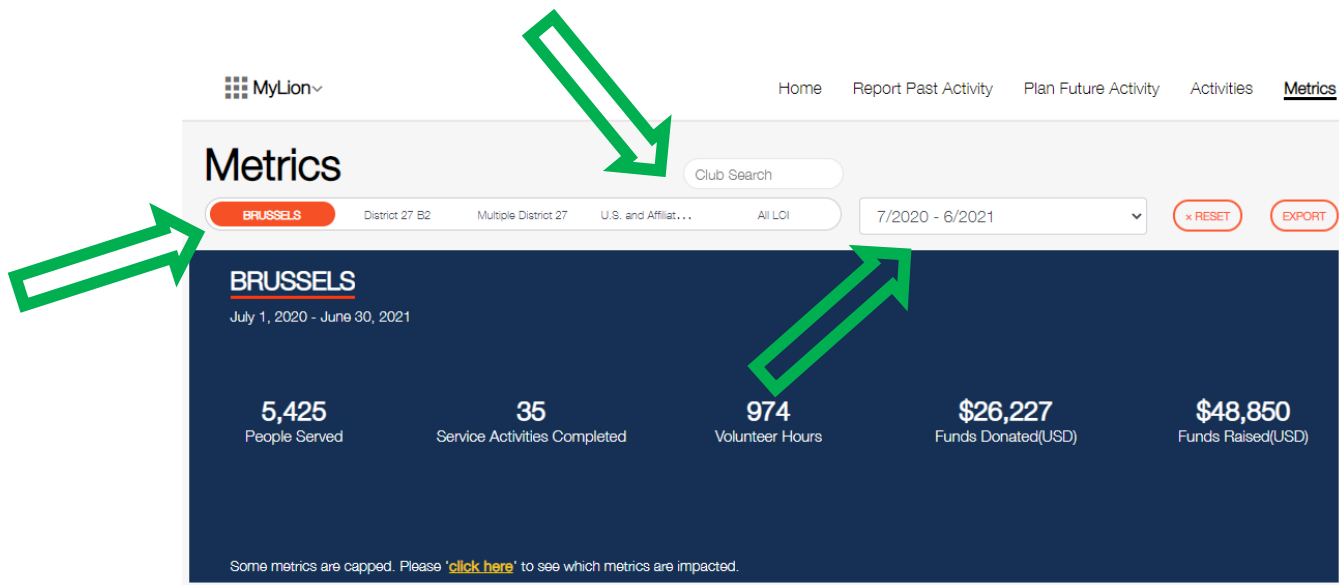 MyLion
Home Report Past Activity Plan Future Activity Activities Metrics
Metrics
Club Search
BRUSSELS District 27 B2 Multiple District 27 U.S. and Affiliat... All LCI 7/2020 - 6/2021 × RESET EXPORT
BRUSSELS
July 1, 2020 - June 30, 2021
5,425 35 974 $26,227 $48,850
People Served Service Activities Completed Volunteer Hours Funds Donated(USD) Funds Raised(USD)
Some metrics are capped. Please 'click here' to see which metrics are impacted.